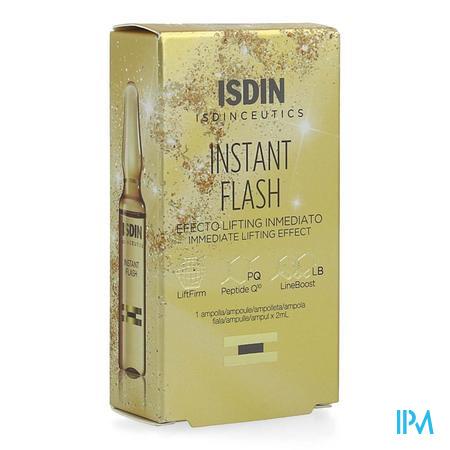 ISDIN
ISDINCEUTICS
INSTANT
FLASH
EFECTO LIFTING INMEDIATO
IMMEDIATE LIFTING EFFECT
PQ
LB
LiftFirm
Peptide Q10
LineBoost
1 ampolla/ampoule/ampolleta/ampola
fiala/ampulle/ampul x 2mL
ISDIN
ISDINCEUTICS
INSTANT
FLASH
IPM